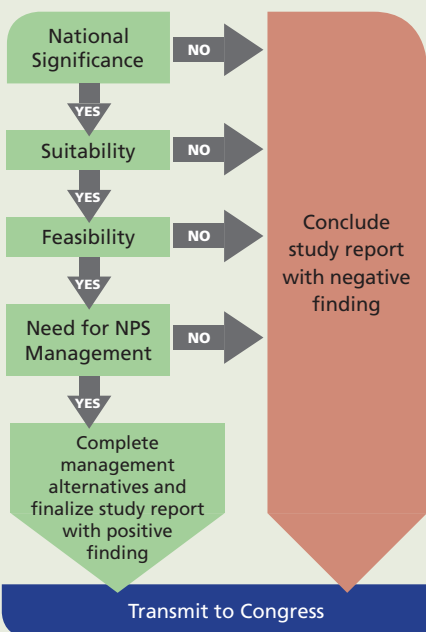 National
Significance
NO
YES
Suitability
NO
YES
Feasibility
NO
YES
Need for NPS
Management
NO
YES
Complete
management
alternatives and
finalize study report
with positive
finding
Conclude
study report
with negative
finding
Transmit to Congress